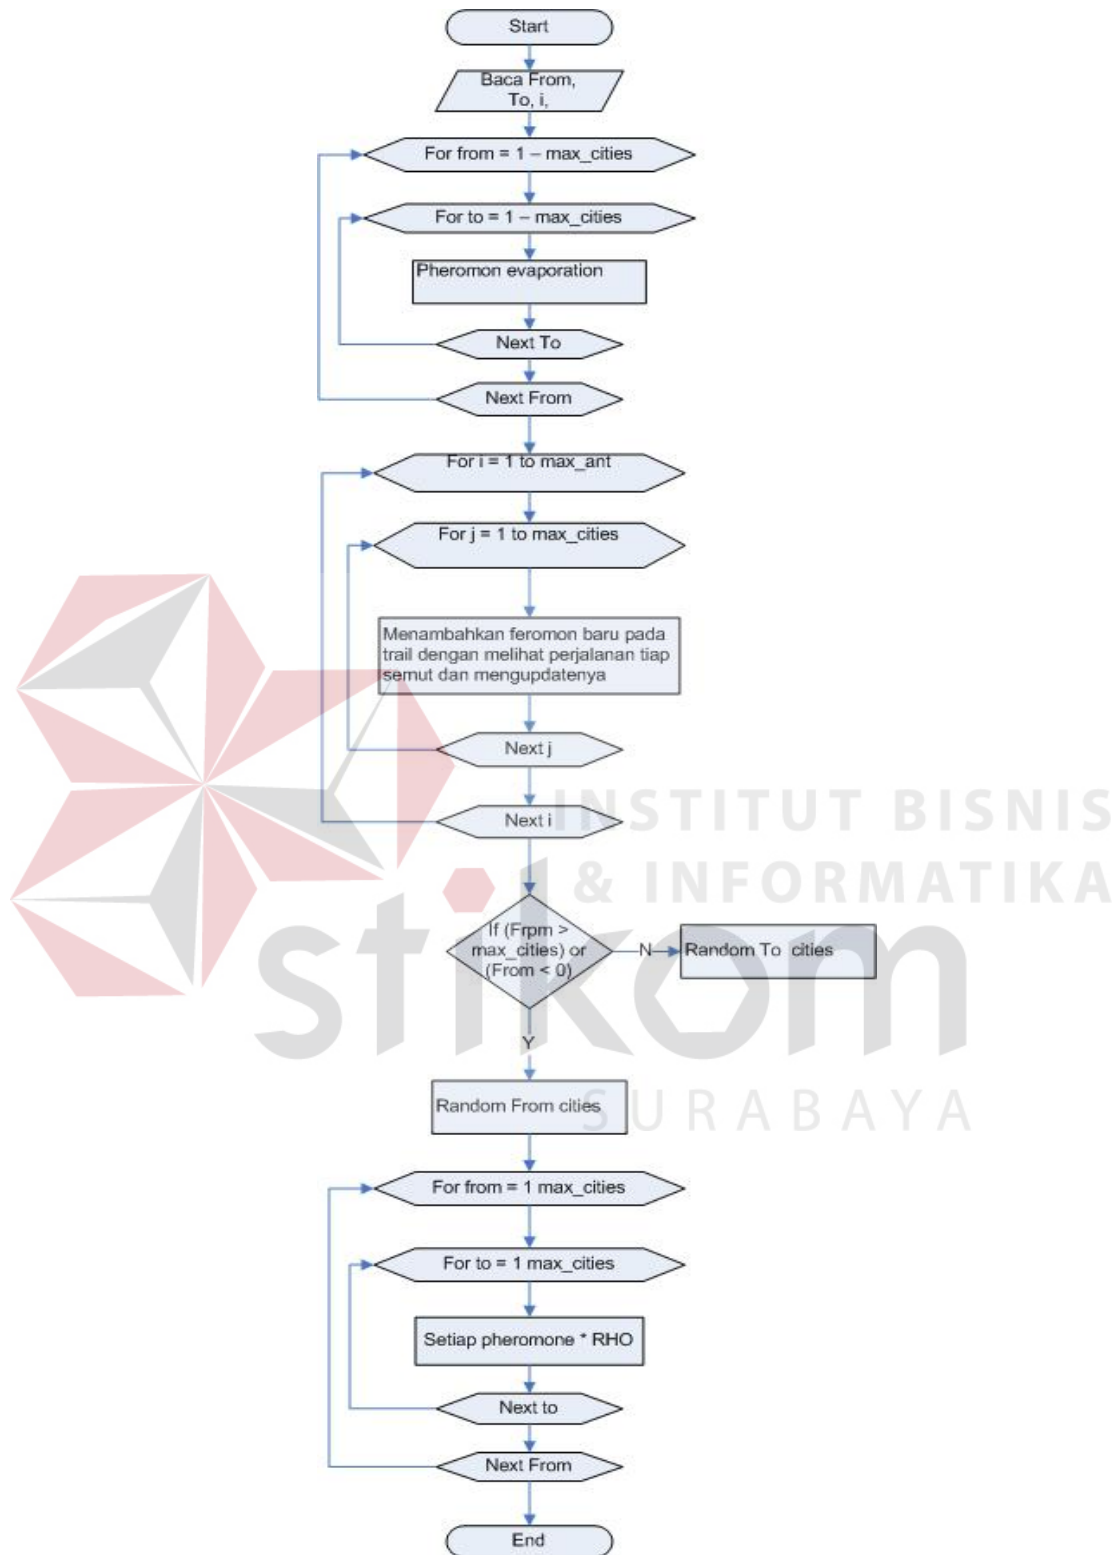 Start
Baca From,
To, i,
For from = 1 – max_cities
For to = 1 – max_cities
Pheromon evaporation
Next To
Next From
For i = 1 to max_ant
For j = 1 to max_cities
Menambahkan feromon baru pada
trail dengan melihat perjalanan tiap
semut dan mengupdatenya
Next j
Next i
INSTITUT BISNIS
& INFORMATIKA
stikom
SURABAYA
If (Frpm >
max_cities) or
(From < 0)
N
Random To cities
Y
Random From cities
For from = 1 max_cities
For to = 1 max_cities
Setiap pheromone * RHO
Next to
Next From
End